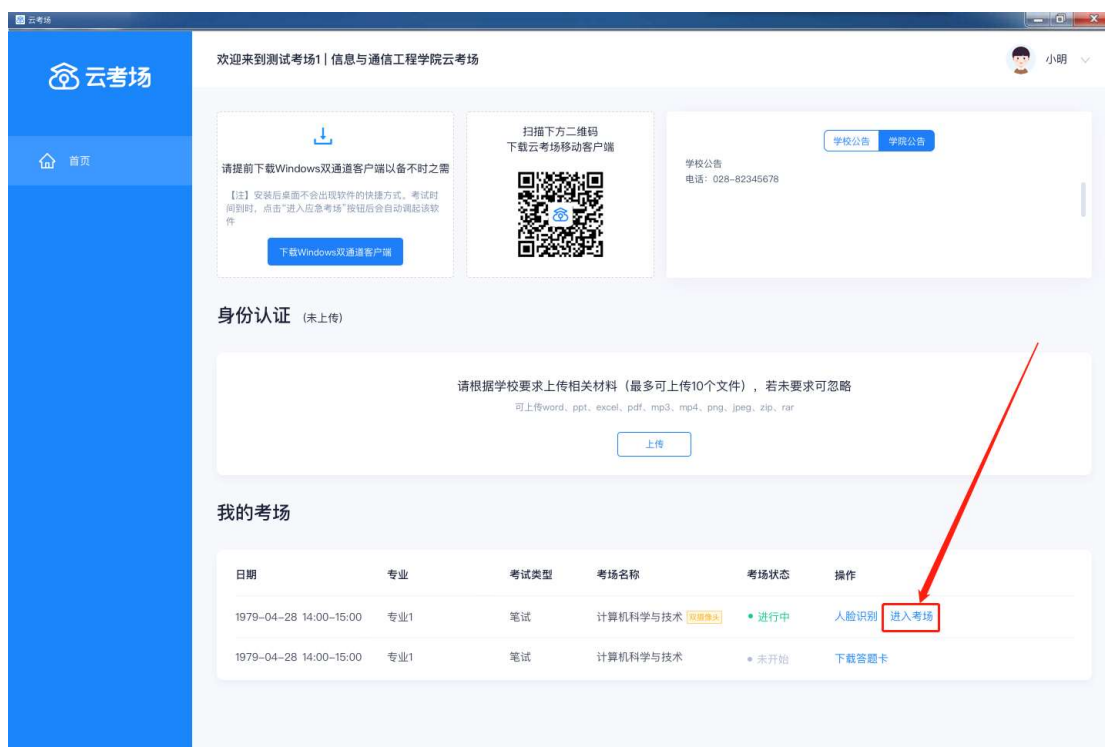 云考场
云考场
欢迎来到测试考场1 | 信息与通信工程学院云考场
小明
首页
请提前下载Windows双通道客户端以备不时之需
【注】安装后桌面不会出现软件的快捷方式。考试时
间到时，点击“进入应急考场”按钮后会自动调起该软
件
下载Windows双通道客户端
扫描下方二维码
下载云考场移动客户端
学校公告 学院公告
学校公告
电话：028-82345678
身份认证 (未上传)
请根据学校要求上传相关材料（最多可上传10个文件），若未要求可忽略
可上传word、ppt、excel、pdf、mp3、mp4、png、jpeg、zip、rar
上传
我的考场
日期 专业 考试类型 考场名称 考场状态 操作
1979-04-28 14:00-15:00 专业1 笔试 计算机科学与技术 双摄像头 进行中 人脸识别 进入考场
1979-04-28 14:00-15:00 专业1 笔试 计算机科学与技术 未开始 下载答题卡